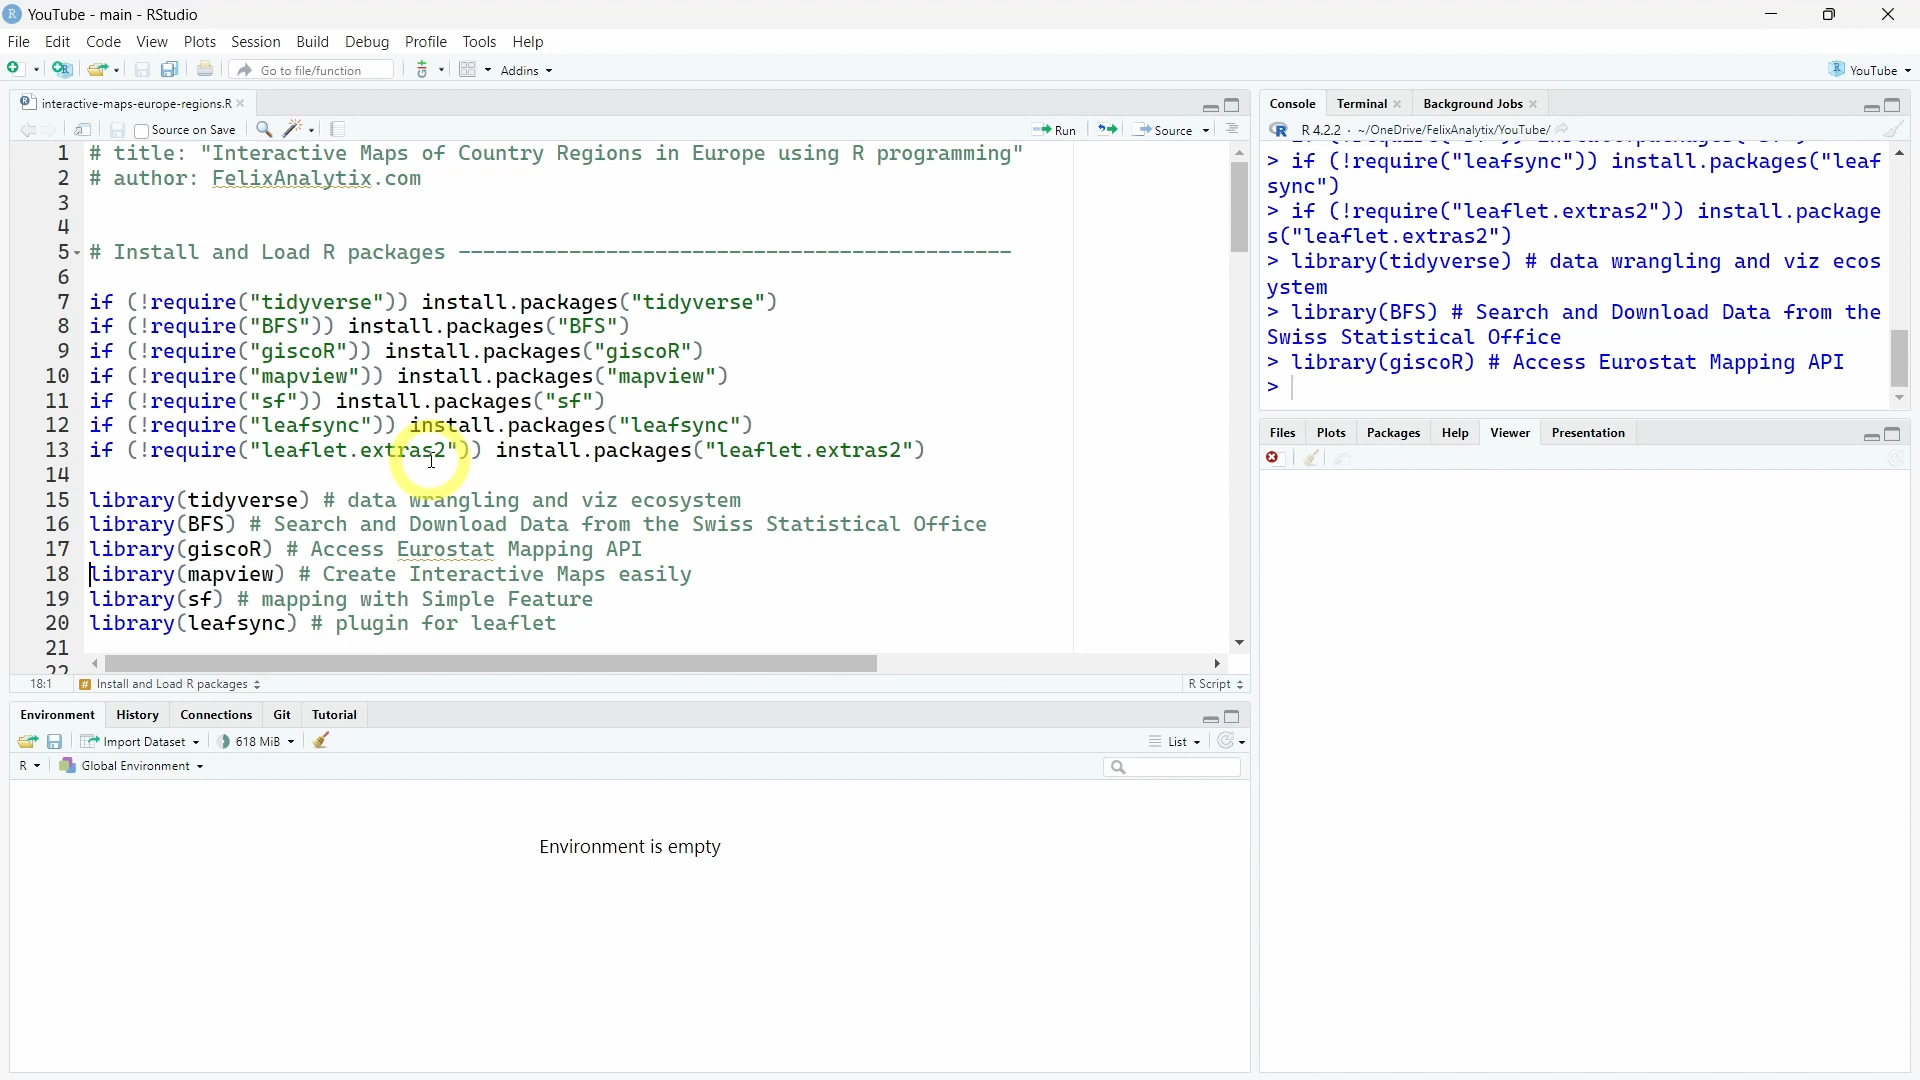 YouTube - main - RStudio
File Edit Code View Plots Session Build Debug Profile Tools Help
Go to file/function
Addins
YouTube
interactive-maps-europe-regions.R
Source on Save
Run
Source
1 # title: "Interactive Maps of Country Regions in Europe using R programming"
2 # author: FelixAnalytix.com
3
4
5 # Install and Load R packages ---------------------------------------------
6
7 if (!require("tidyverse")) install.packages("tidyverse")
8 if (!require("BFS")) install.packages("BFS")
9 if (!require("giscoR")) install.packages("giscoR")
10 if (!require("mapview")) install.packages("mapview")
11 if (!require("sf")) install.packages("sf")
12 if (!require("leafsync")) install.packages("leafsync")
13 if (!require("leaflet.extras2")) install.packages("leaflet.extras2")
14
15 library(tidyverse) # data wrangling and viz ecosystem
16 library(BFS) # Search and Download Data from the Swiss Statistical Office
17 library(giscoR) # Access Eurostat Mapping API
18 library(mapview) # Create Interactive Maps easily
19 library(sf) # mapping with Simple Feature
20 library(leafsync) # plugin for leaflet
21
22
18:1 Install and Load R packages
R Script
Environment History Connections Git Tutorial
Import Dataset
618 MiB
List
R Global Environment
Environment is empty
Console Terminal Background Jobs
R 4.2.2 · ~/OneDrive/FelixAnalytix/YouTube/
> if (!require("leafsync")) install.packages("leaf
sync")
> if (!require("leaflet.extras2")) install.package
s("leaflet.extras2")
> library(tidyverse) # data wrangling and viz ecos
ystem
> library(BFS) # Search and Download Data from the
Swiss Statistical Office
> library(giscoR) # Access Eurostat Mapping API
>
Files Plots Packages Help Viewer Presentation